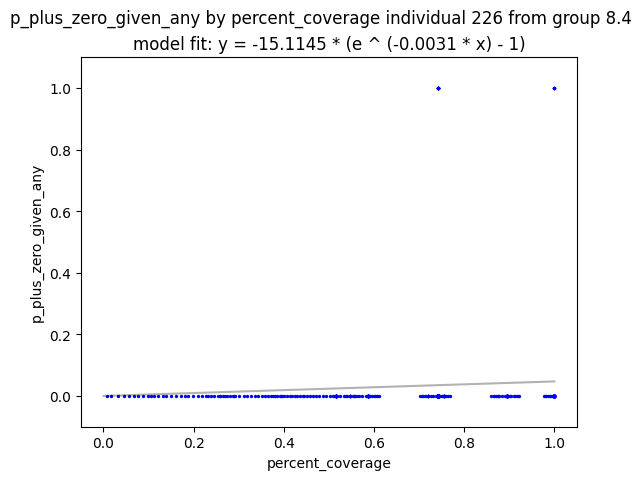 p_plus_zero_given_any by percent_coverage individual 226 from group 8.4
model fit: y = -15.1145 * (e ^ (-0.0031 * x) - 1)
1.0
0.8
0.6
0.4
0.2
0.0
p_plus_zero_given_any
0.0 0.2 0.4 0.6 0.8 1.0
percent_coverage